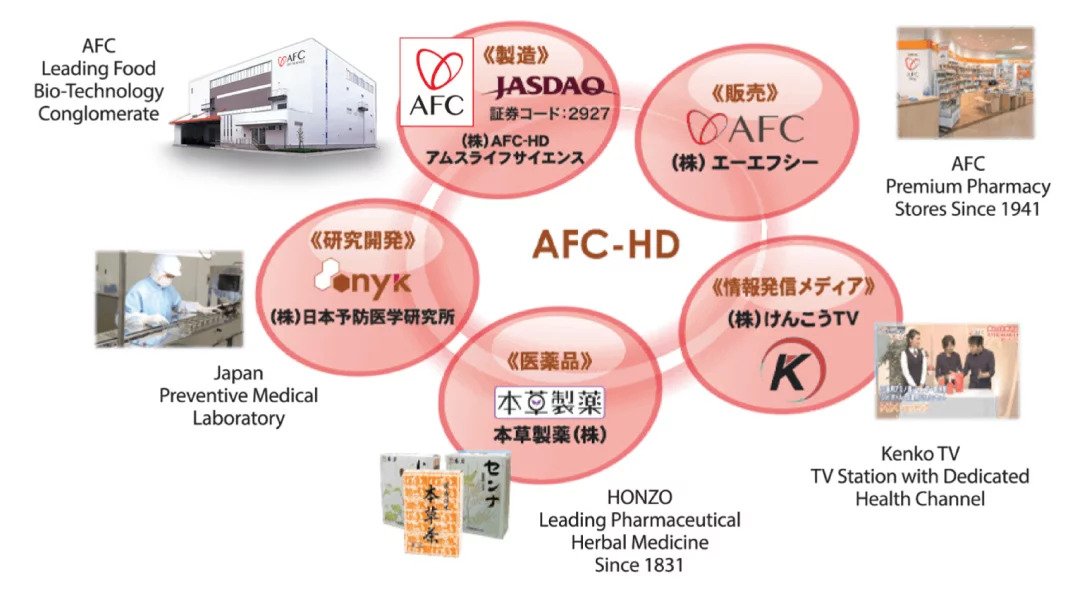 AFC
Leading Food
Bio-Technology
Conglomerate
AFC
《製造》
AFC
JASDAQ
証券コード:2927
(株)AFC-HD
アムスライフサイエンス
《販売》
AFC
(株) エーエフシー
AFC
AFC
Premium Pharmacy
Stores Since 1941
AFC-HD
《研究開発》
nyk
(株)日本予防医学研究所
Japan
Preventive Medical
Laboratory
《情報発信メディア》
(株)けんこうTV
K
Kenko TV
TV Station with Dedicated
Health Channel
《医薬品》
本草製薬
本草製薬(株)
センナ
本草茶
HONZO
Leading Pharmaceutical
Herbal Medicine
Since 1831